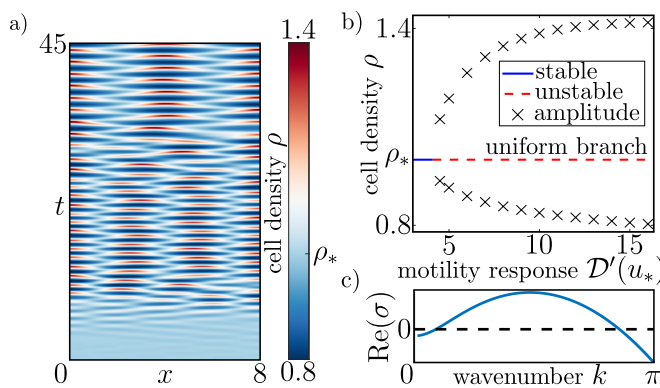 a)
45
t
0
x
8
1.4
cell density ρ
ρ*
0.8
b)
1.4
cell density ρ
ρ*
0.8
stable
unstable
amplitude
uniform branch
5
10
15
motility response 𝒟′(u*)
c)
Re(σ)
0
0
wavenumber k
π